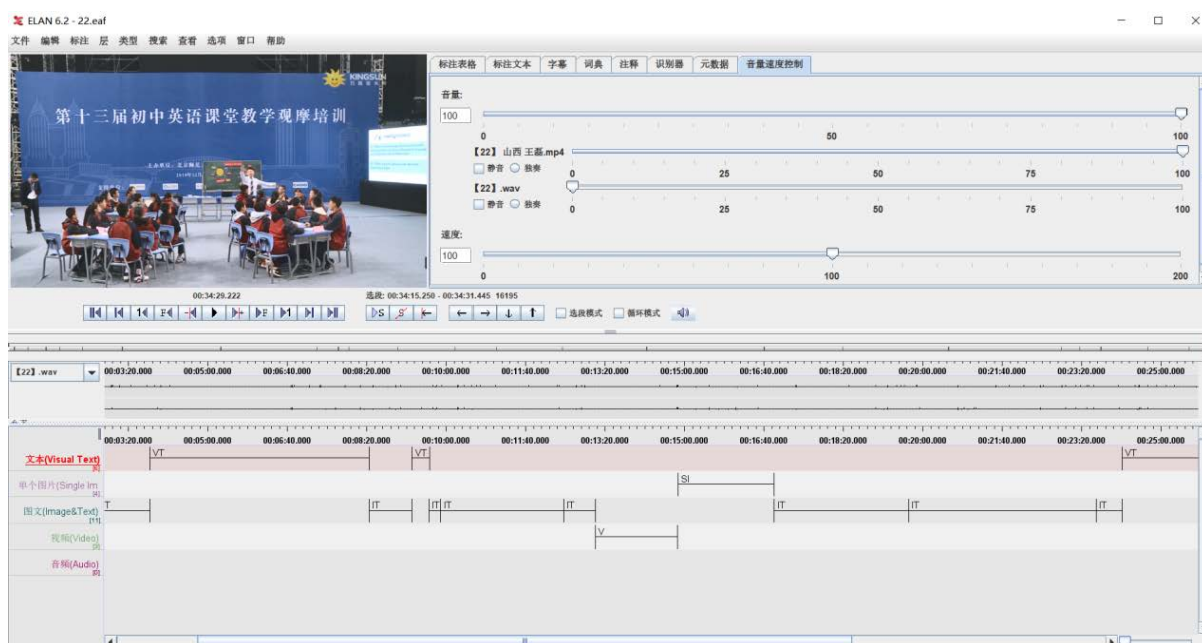 ELAN 6.2 - 22.eaf
文件 编辑 标注 层 类型 搜索 查看 选项 窗口 帮助
KINGSUN
第十三届初中英语课堂教学观摩培训
标注表格 标注文本 字幕 词典 注释 识别器 元数据 音量速度控制
音量:
100
0 50 100
【22】山西 王磊.mp4
静音 独奏
0 25 50 75 100
【22】.wav
静音 独奏
0 25 50 75 100
速度:
100
0 100 200
00:34:29.222
选段: 00:34:15.250 - 00:34:31.445 16195
选段模式 循环模式
【22】.wav
00:03:20.000 00:05:00.000 00:06:40.000 00:08:20.000 00:10:00.000 00:11:40.000 00:13:20.000 00:15:00.000 00:16:40.000 00:18:20.000 00:20:00.000 00:21:40.000 00:23:20.000 00:25:00.000
00:03:20.000 00:05:00.000 00:06:40.000 00:08:20.000 00:10:00.000 00:11:40.000 00:13:20.000 00:15:00.000 00:16:40.000 00:18:20.000 00:20:00.000 00:21:40.000 00:23:20.000 00:25:00.000
文本(Visual Text)
VT VT VT
单个图片(Single Im
SI
图文(Image&Text)
[11]
T IT IT IT IT IT IT IT
视频(Video)
V
音频(Audio)